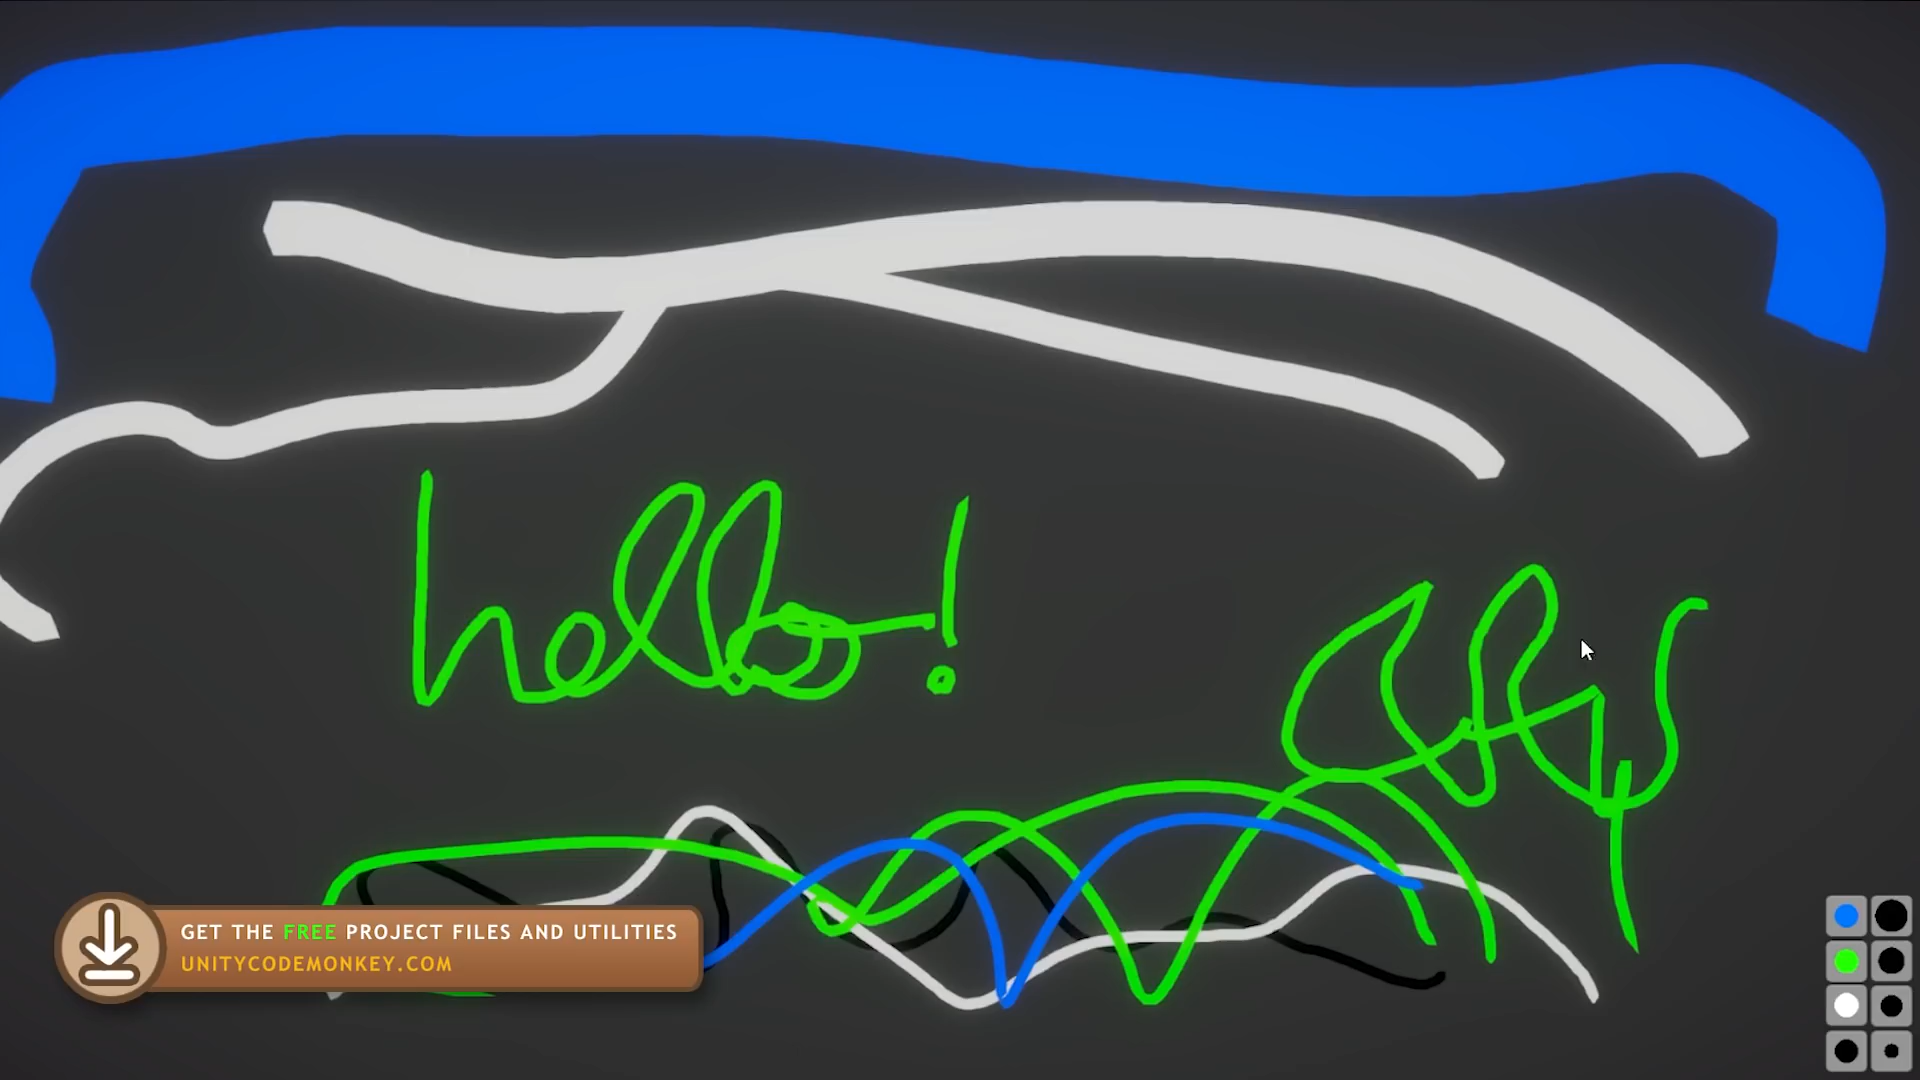 hello!
GET THE FREE PROJECT FILES AND UTILITIES
UNITYCODEMONKEY.COM